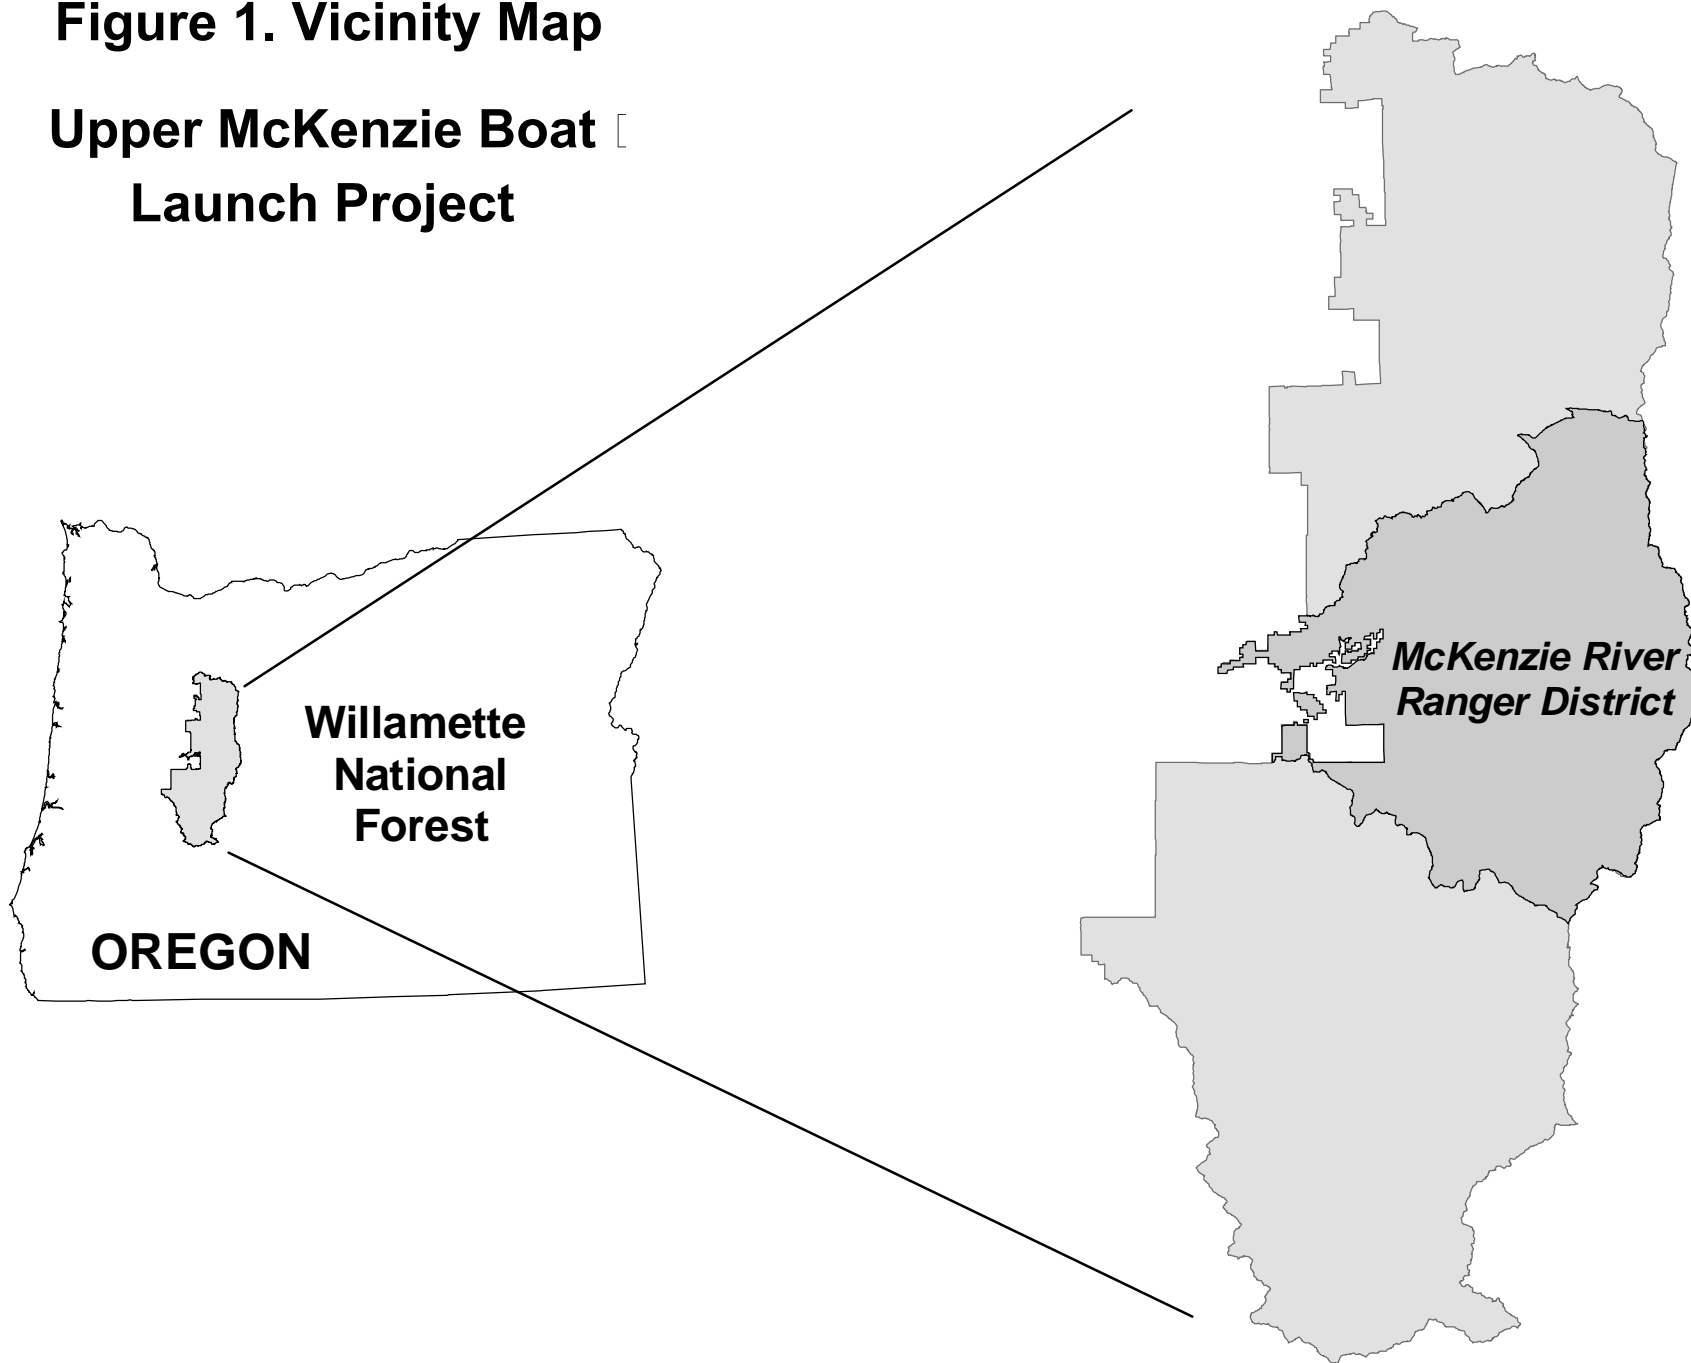 Figure 1. Vicinity Map
Upper McKenzie Boat
Launch Project
Willamette
National
Forest
OREGON
McKenzie River
Ranger District